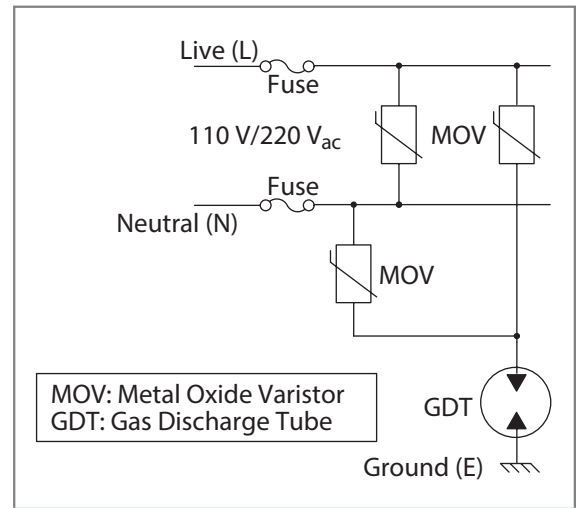 Live (L)
Fuse
110 V/220 Vac
MOV
Fuse
Neutral (N)
MOV
MOV: Metal Oxide Varistor
GDT: Gas Discharge Tube
GDT
Ground (E)